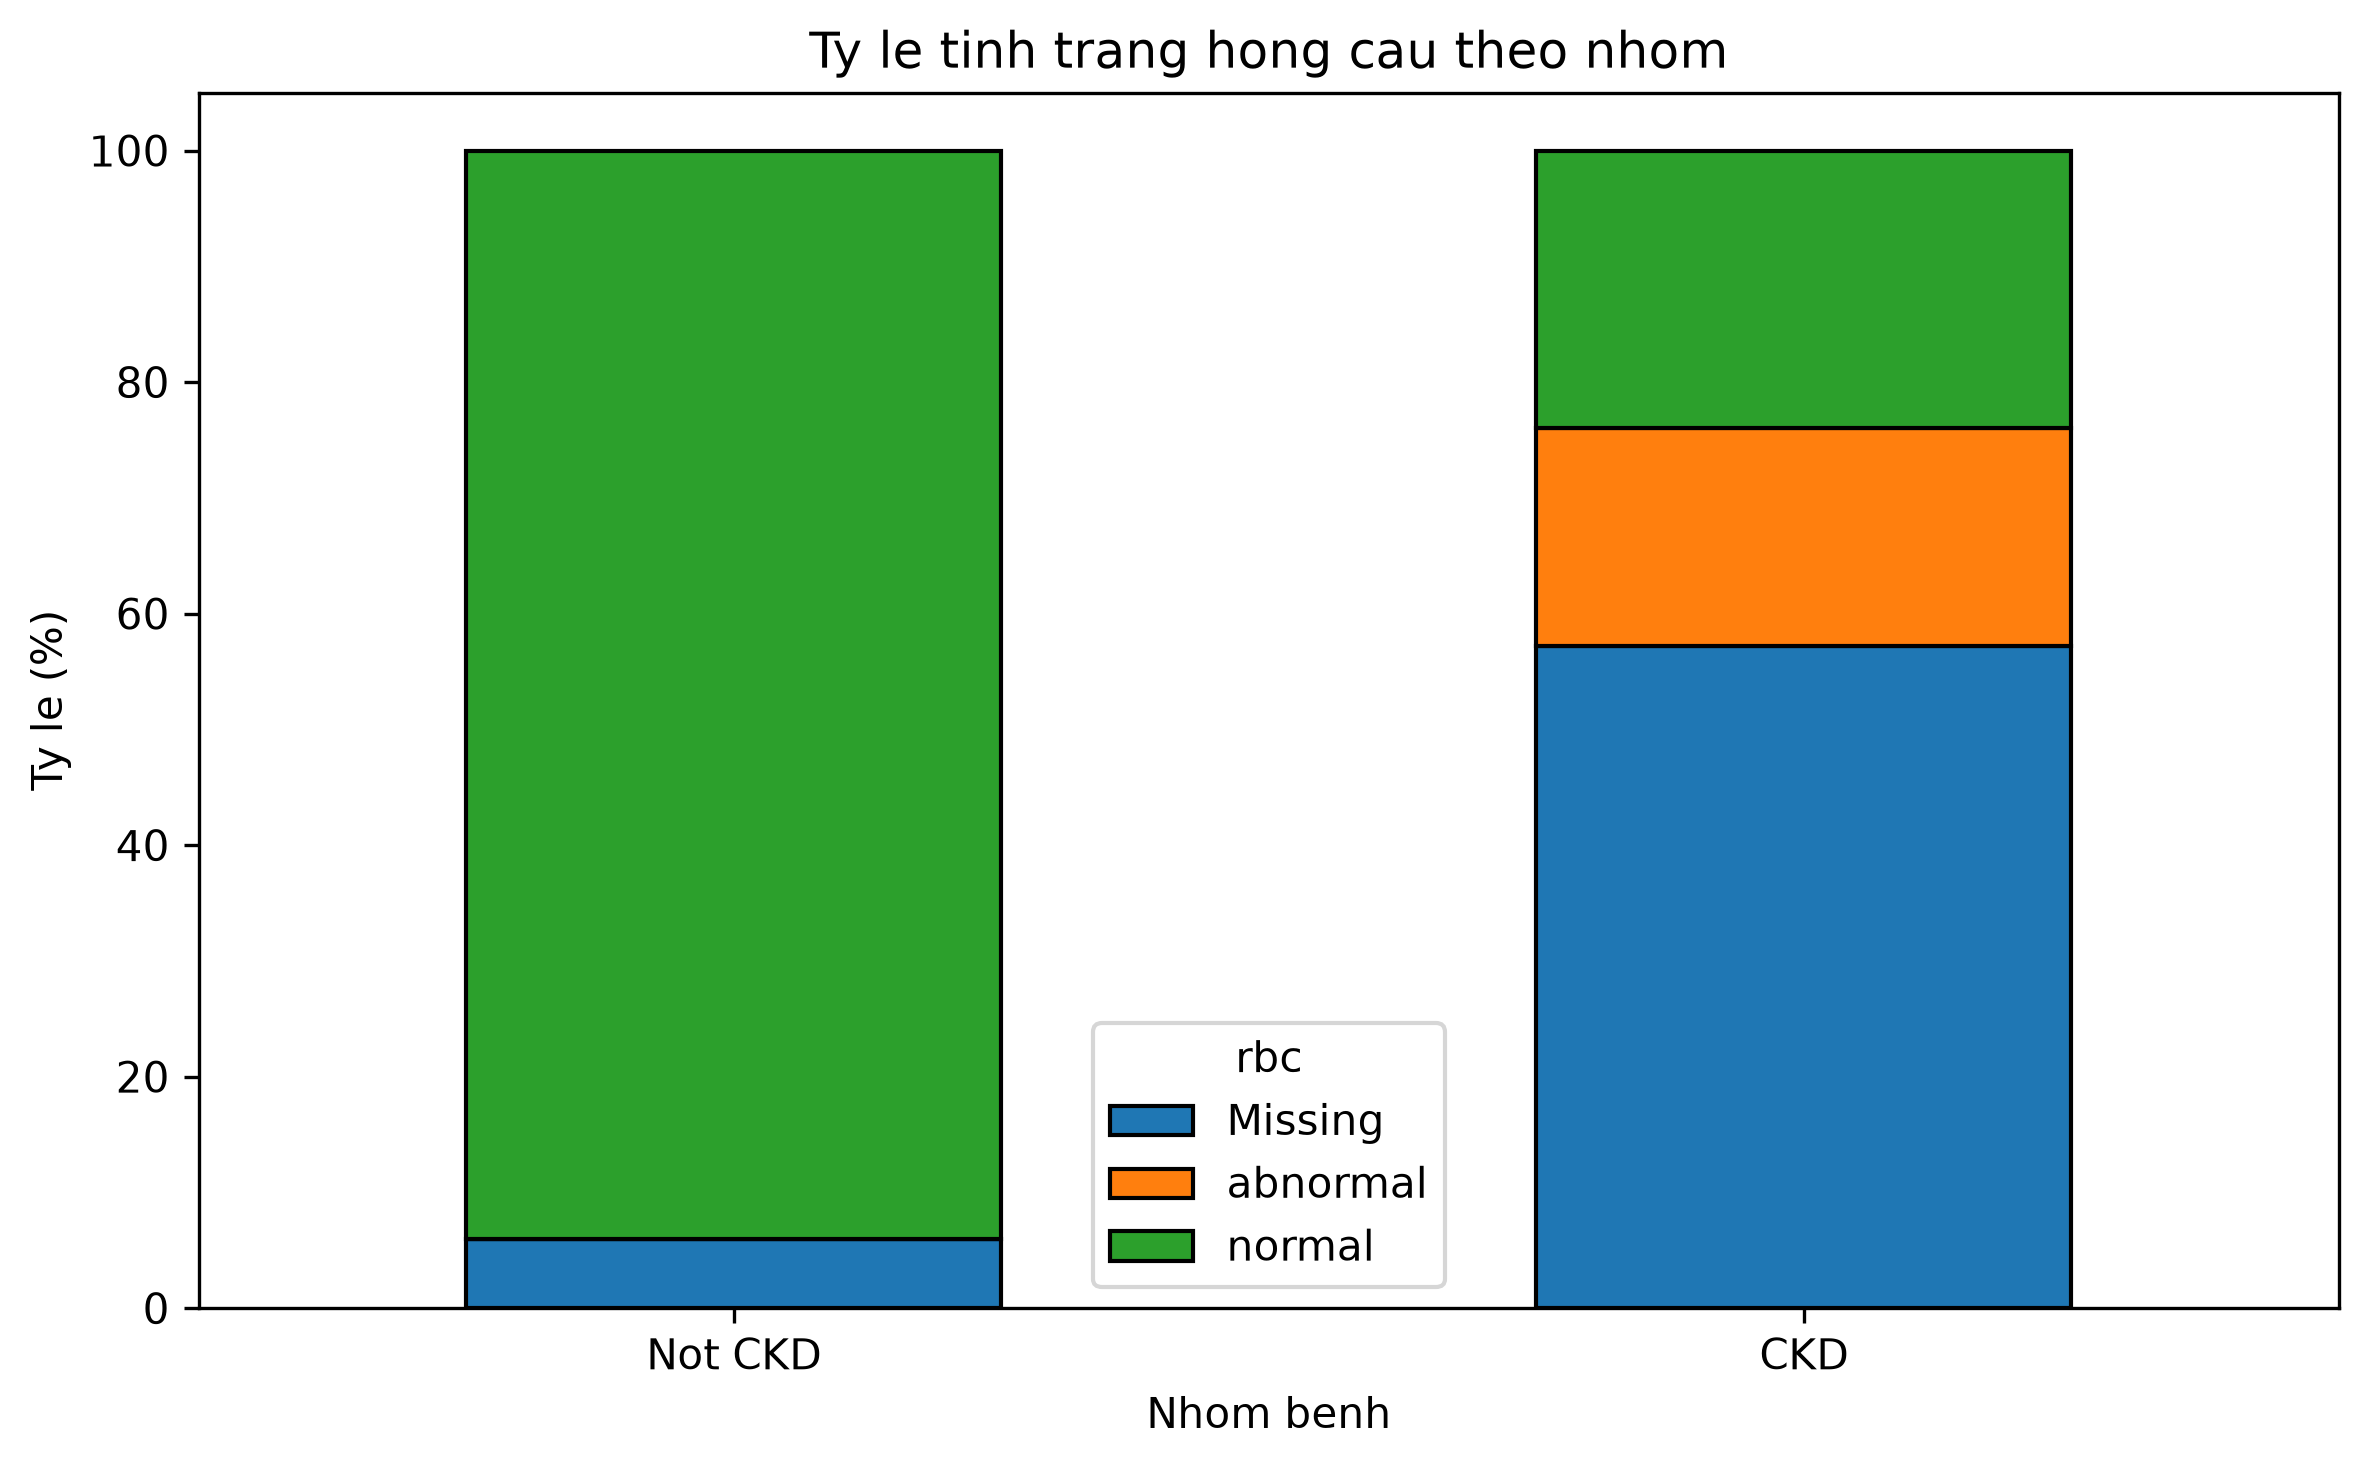 Ty le tinh trang hong cau theo nhom
Ty le (%)
100
80
60
40
20
0
rbc
Missing
abnormal
normal
Not CKD
CKD
Nhom benh